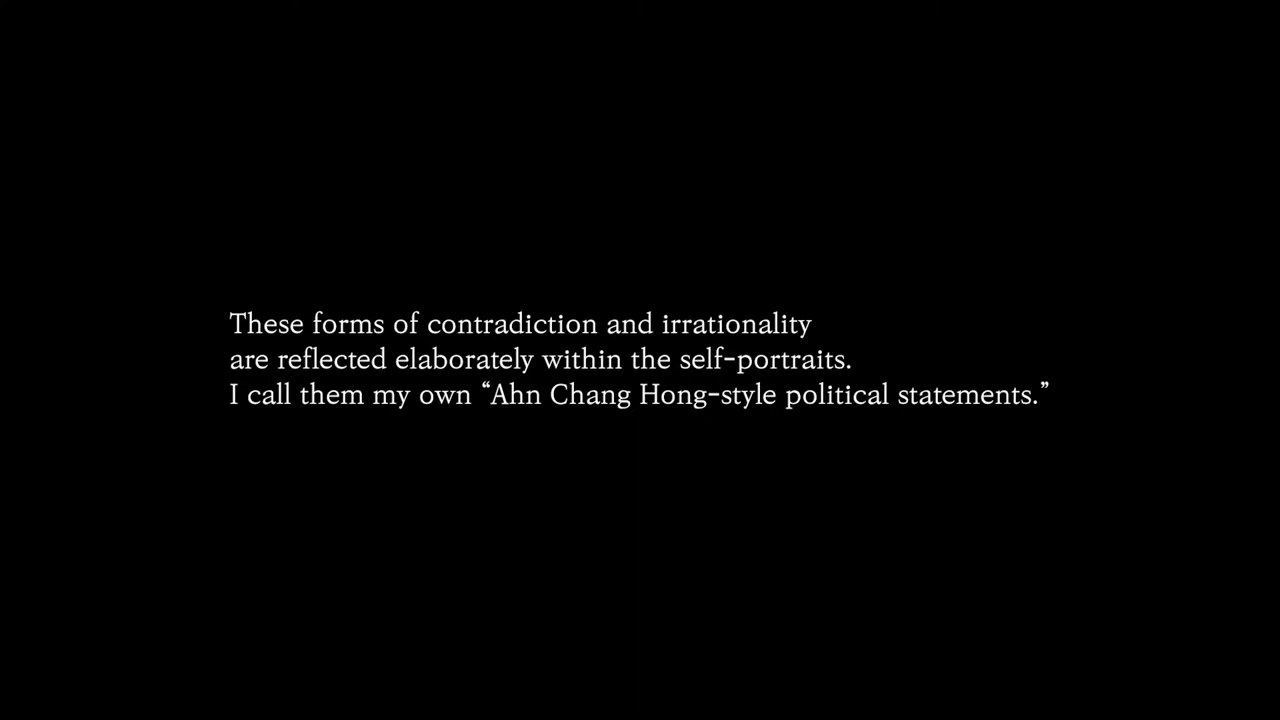 These forms of contradiction and irrationality
are reflected elaborately within the self-portraits.
I call them my own “Ahn Chang Hong-style political statements.”